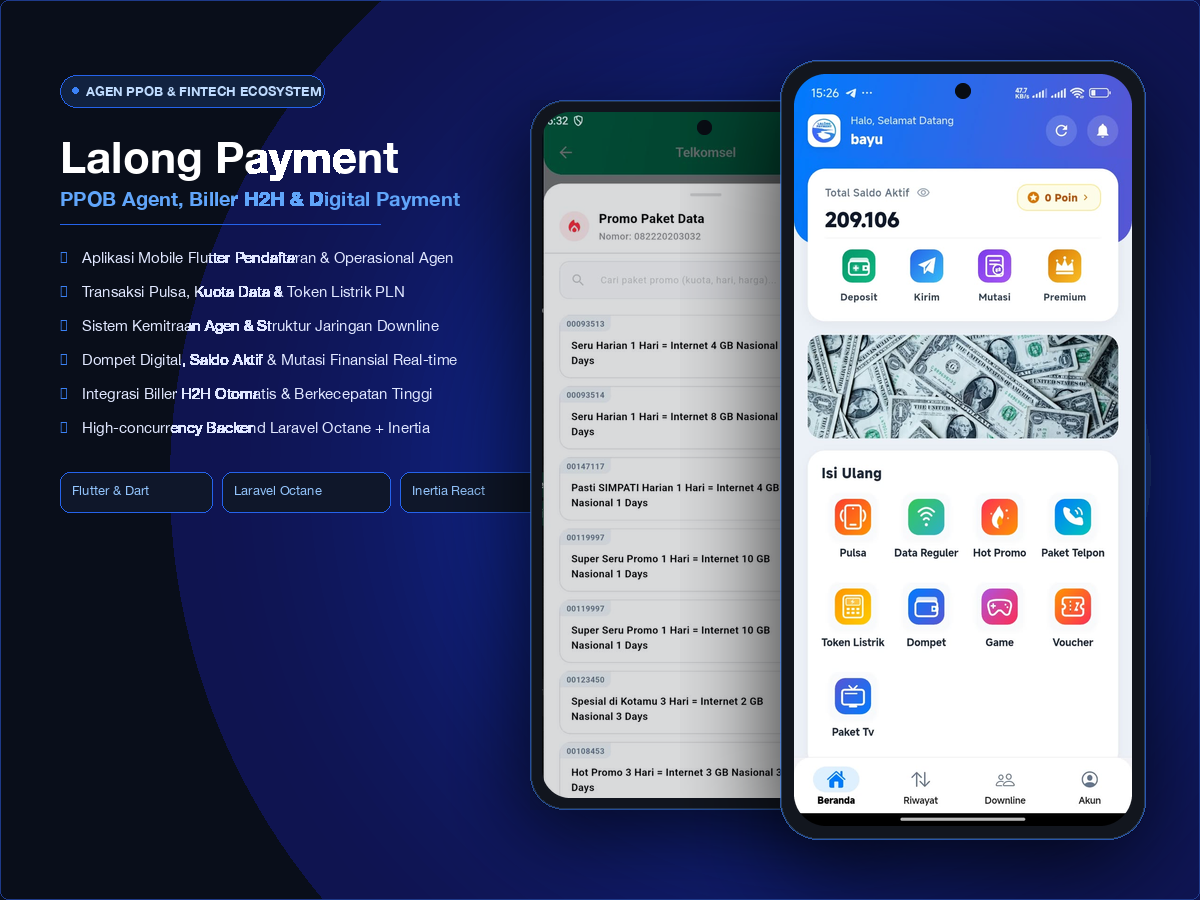 AGEN PPOB & FINTECH ECOSYSTEM
Lalong Payment
PPOB Agent, Biller H2H & Digital Payment
Aplikasi Mobile Flutter Pendaftaran & Operasional Agen
Transaksi Pulsa, Kuota Data & Token Listrik PLN
Sistem Kemitraan Agen & Struktur Jaringan Downline
Dompet Digital, Saldo Aktif & Mutasi Finansial Real-time
Integrasi Biller H2H Otomatis & Berkecepatan Tinggi
High-concurrency Backend Laravel Octane + Inertia
Flutter & Dart
Laravel Octane
Inertia React
5:32
Telkomsel
Promo Paket Data
Nomor: 082220203032
Cari paket promo (kuota, hari, harga)...
00093513
Seru Harian 1 Hari = Internet 4 GB Nasional
Days
00093514
Seru Harian 1 Hari = Internet 8 GB Nasional
Days
00147117
Pasti SIMPATI Harian 1 Hari = Internet 4 GB
Nasional 1 Days
00119997
Super Seru Promo 1 Hari = Internet 10 GB
Nasional 1 Days
00119997
Super Seru Promo 1 Hari = Internet 10 GB
Nasional 1 Days
00123450
Spesial di Kotamu 3 Hari = Internet 2 GB
Nasional 3 Days
00108453
Hot Promo 3 Hari = Internet 3 GB Nasional 3
Days
15:26
47.7
KB/s
Halo, Selamat Datang
bayu
Total Saldo Aktif
0 Poin
209.106
Deposit
Kirim
Mutasi
Premium
Isi Ulang
Pulsa
Data Reguler
Hot Promo
Paket Telpon
Token Listrik
Dompet
Game
Voucher
Paket Tv
Beranda
Riwayat
Downline
Akun